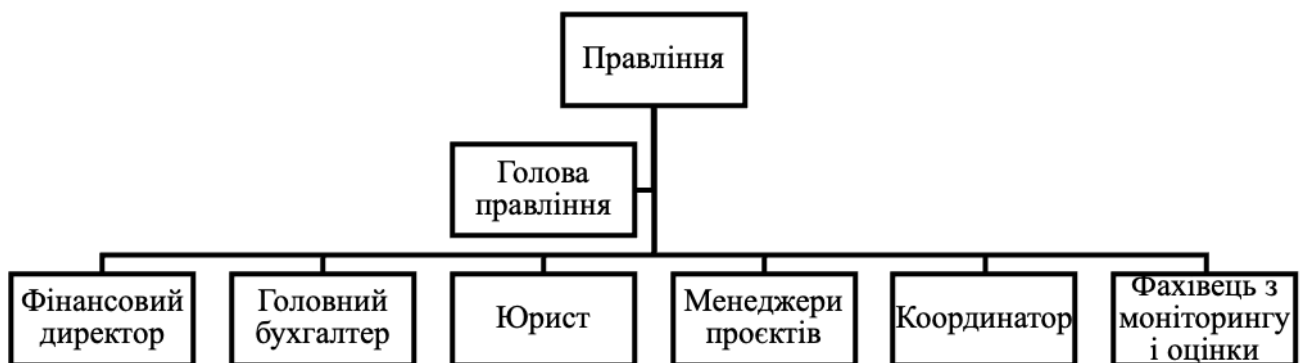 Правління
Голова
правління
Фінансовий
директор
Головний
бухгалтер
Юрист
Менеджери
проєктів
Координатор
Фахівець з
моніторингу
і оцінки